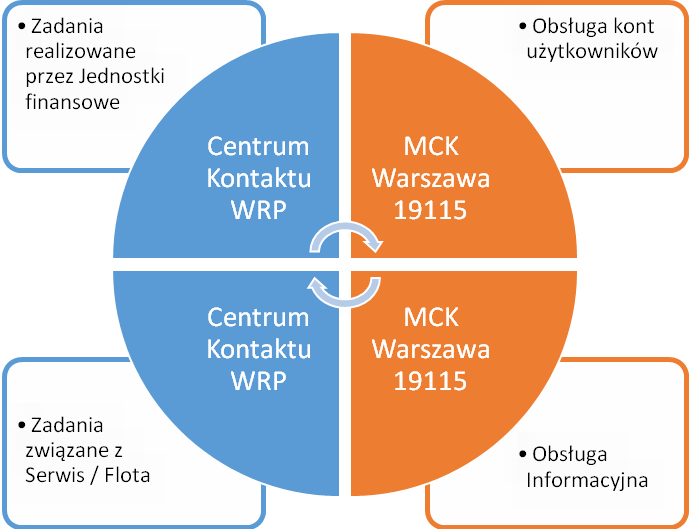 • Zadania
realizowane
przez Jednostki
finansowe
• Obsługa kont
użytkowników
Centrum
Kontaktu
WRP
MCK
Warszawa
19115
Centrum
Kontaktu
WRP
MCK
Warszawa
19115
• Zadania
związane z
Serwis / Flota
• Obsługa
Informacyjna